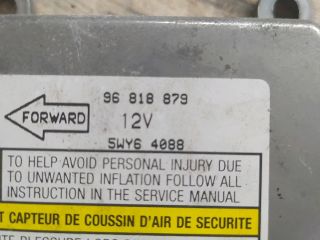 96 818 879
FORWARD
12V
5WY6 4088
TO HELP AVOID PERSONAL INJURY DUE
TO UNWANTED INFLATION FOLLOW ALL
INSTRUCTION IN THE SERVICE MANUAL
CAPTEUR DE COUSSIN D'AIR DE SECURITE